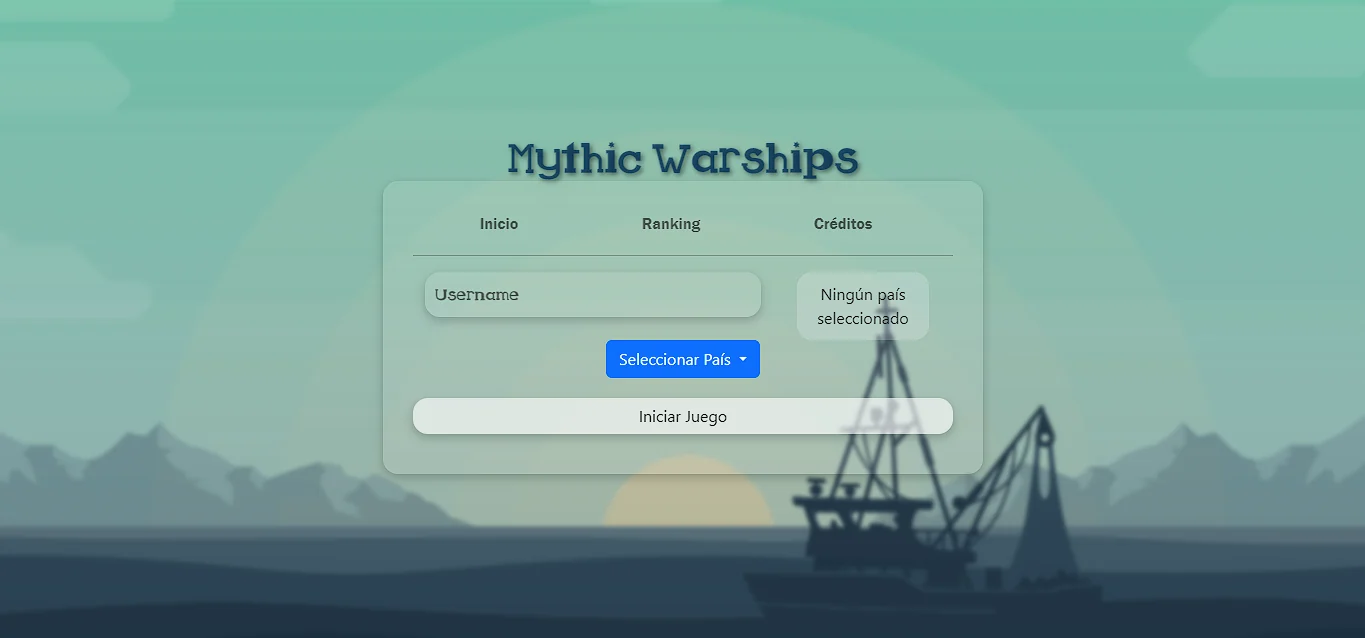 Mythic Warships
Inicio Ranking Créditos
Username
Ningún país
seleccionado
Seleccionar País
Iniciar Juego